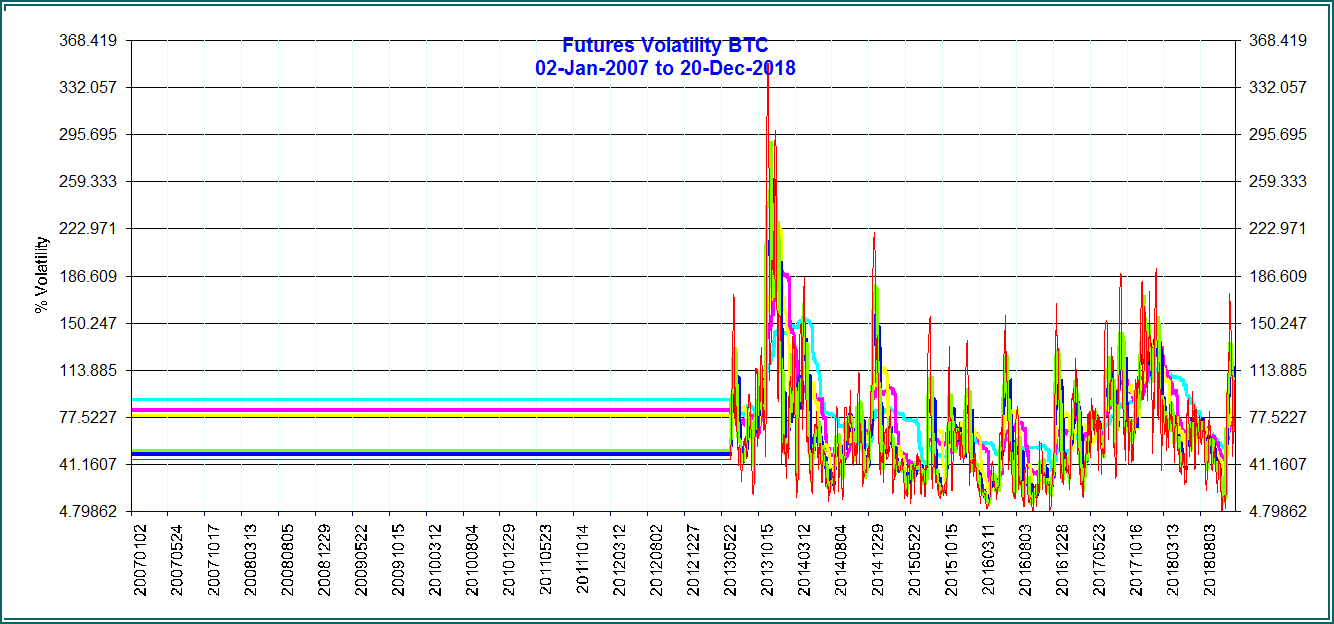 Futures Volatility BTC
02-Jan-2007 to 20-Dec-2018
% Volatility
368.419 368.419
332.057 332.057
295.695 295.695
259.333 259.333
222.971 222.971
186.609 186.609
150.247 150.247
113.885 113.885
77.5227 77.5227
41.1607 41.1607
4.79862 4.79862
20070102 20070524 20071017 20080313 20080805 20081229 20090522 20091015 20100312 20100804 20101229 20110523 20111014 20120312 20120802 20121227 20130522 20131015 20140312 20140804 20141229 20150522 20151015 20160311 20160803 20161228 20170523 20171016 20180313 20180803